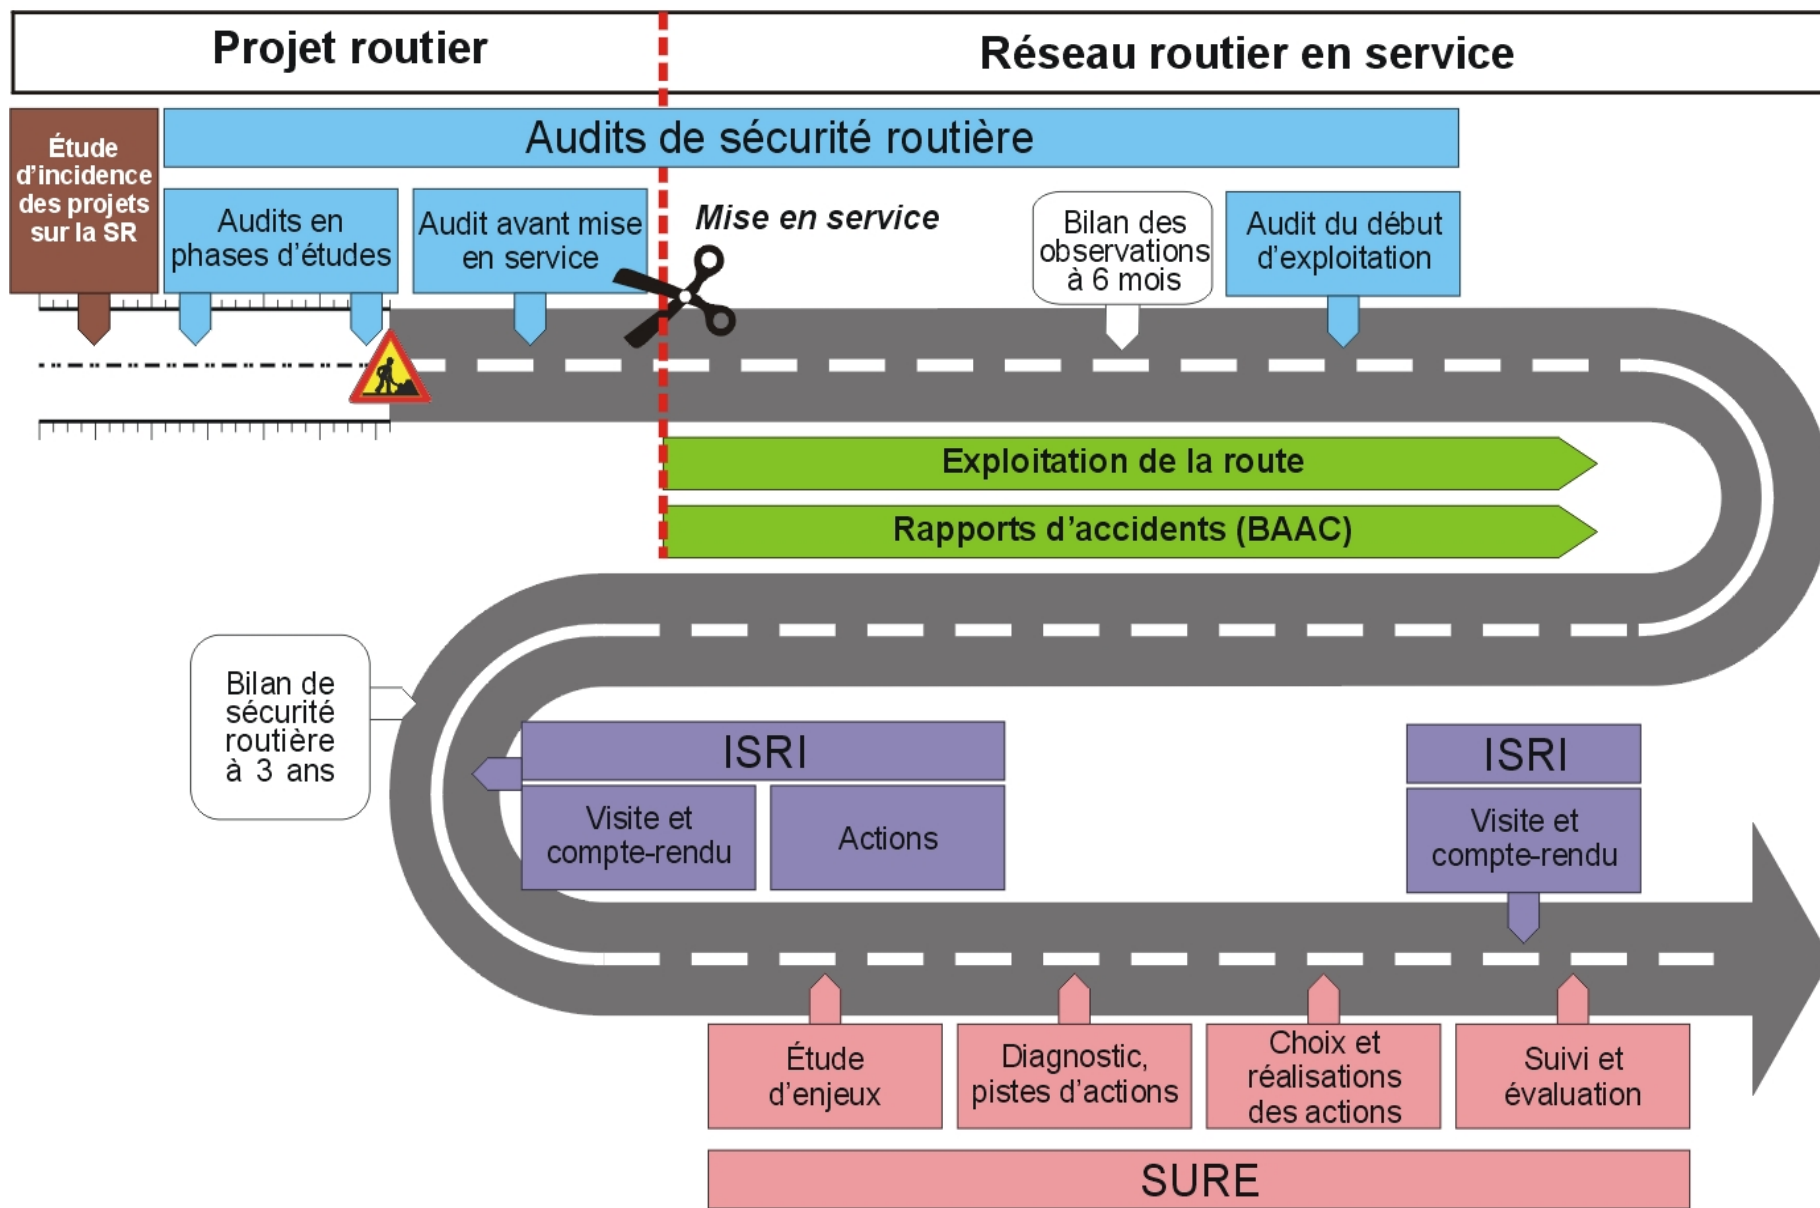 Projet routier
Réseau routier en service
Audits de sécurité routière
Étude
d'incidence
des projets
sur la SR
Audits en
phases d'études
Audit avant mise
en service
Mise en service
Bilan des
observations
à 6 mois
Audit du début
d'exploitation
Exploitation de la route
Rapports d'accidents (BAAC)
Bilan de
sécurité
routière
à 3 ans
ISRI
Visite et
compte-rendu
Actions
ISRI
Visite et
compte-rendu
Étude
d'enjeux
Diagnostic,
pistes d'actions
Choix et
réalisations
des actions
Suivi et
évaluation
SURE